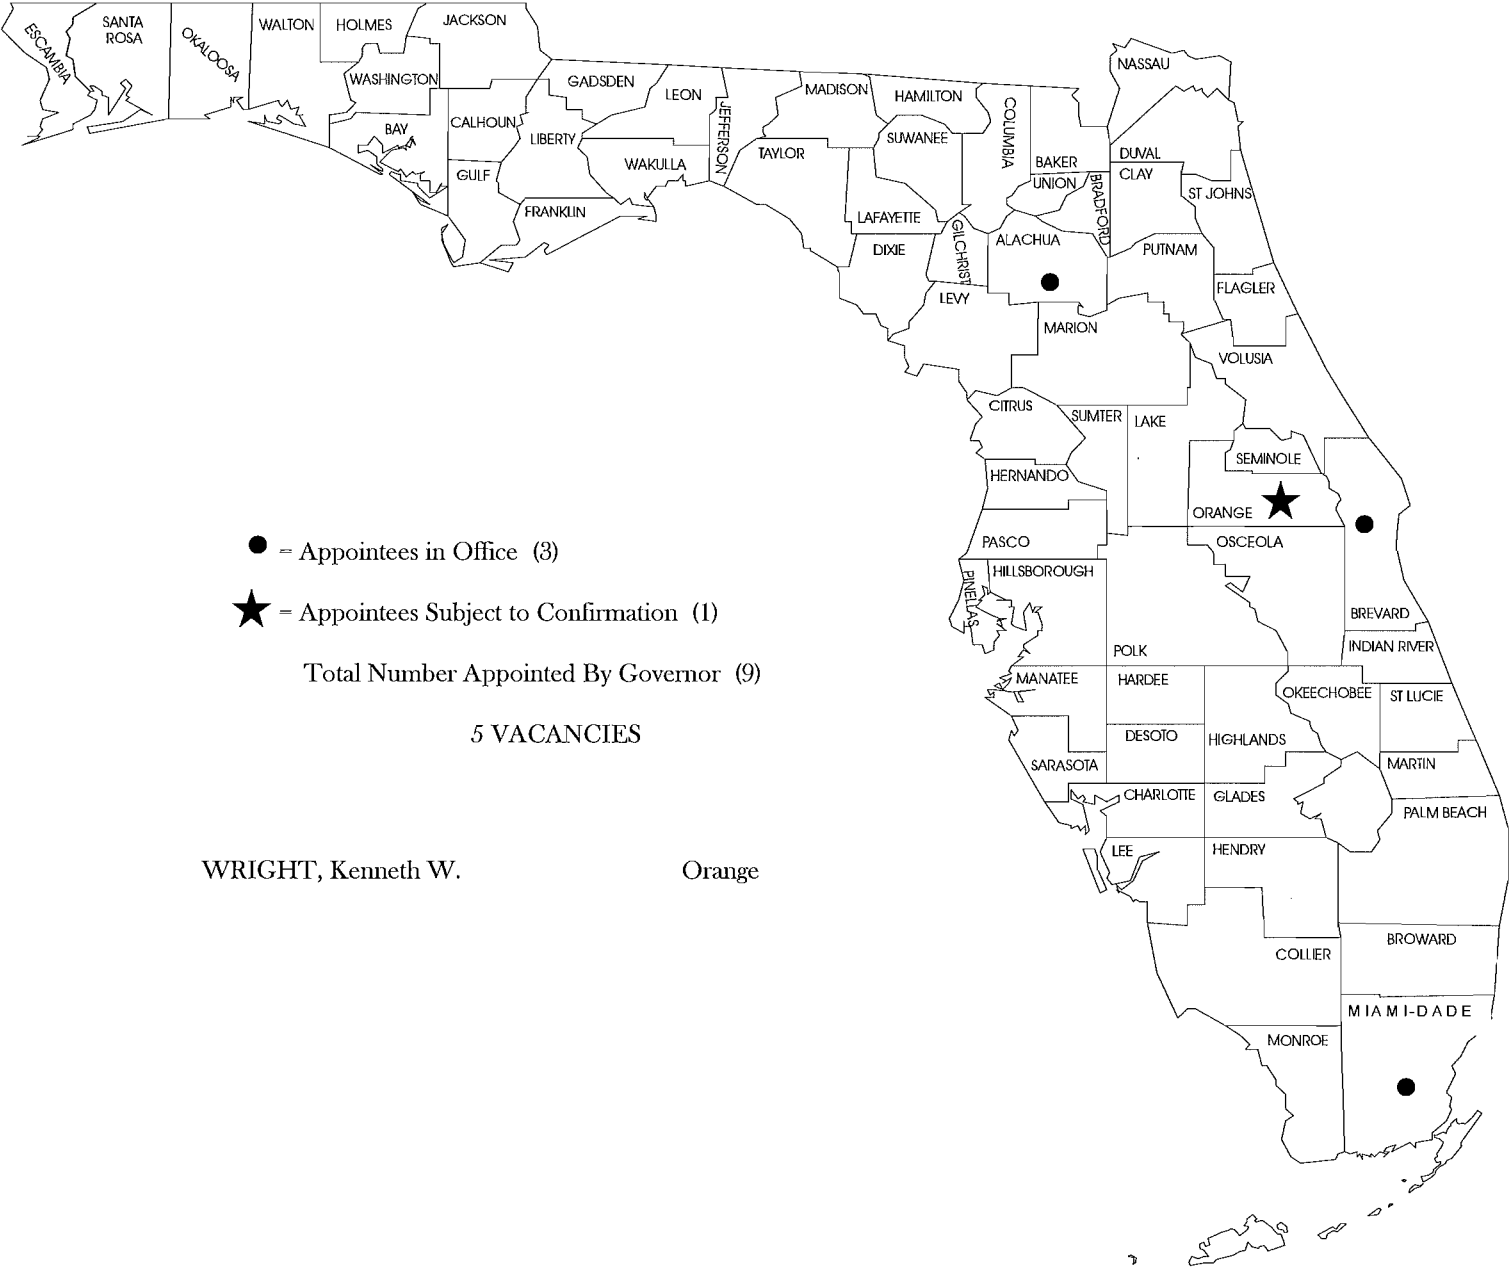 ESCAMBIA
SANTA
ROSA
OKALOOSA
WALTON
HOLMES
JACKSON
WASHINGTON
BAY
CALHOUN
GULF
LIBERTY
GADSDEN
FRANKLIN
LEON
WAKULLA
JEFFERSON
MADISON
TAYLOR
HAMILTON
SUWANEE
LAFAYETTE
DIXIE
COLUMBIA
GILCHRIST
LEVY
BAKER
UNION
BRADFORD
ALACHUA
NASSAU
DUVAL
CLAY
ST JOHNS
PUTNAM
FLAGLER
MARION
VOLUSIA
CITRUS
SUMTER
LAKE
SEMINOLE
HERNANDO
ORANGE
PASCO
OSCEOLA
PINELLAS
HILLSBOROUGH
BREVARD
POLK
INDIAN RIVER
MANATEE
HARDEE
OKEECHOBEE
ST LUCIE
DESOTO
HIGHLANDS
SARASOTA
MARTIN
CHARLOTTE
GLADES
PALM BEACH
LEE
HENDRY
BROWARD
COLLIER
MIAMI-DADE
MONROE
= Appointees in Office (3)
= Appointees Subject to Confirmation (1)
Total Number Appointed By Governor (9)
5 VACANCIES
WRIGHT, Kenneth W. Orange